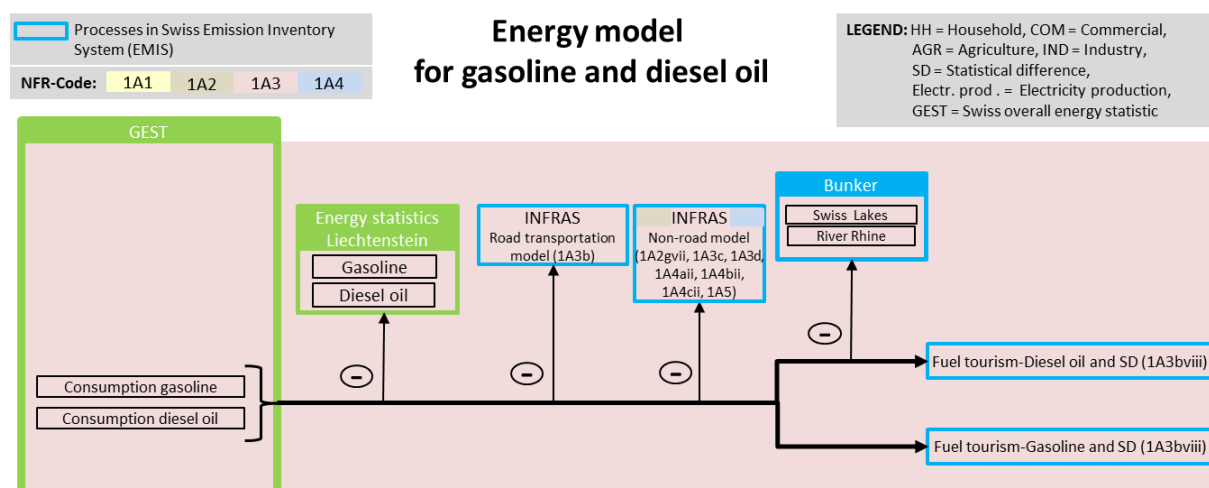 Processes in Swiss Emission Inventory
System (EMIS)
NFR-Code: 1A1 1A2 1A3 1A4
Energy model
for gasoline and diesel oil
LEGEND: HH = Household, COM = Commercial,
AGR = Agriculture, IND = Industry,
SD = Statistical difference,
Electr. prod . = Electricity production,
GEST = Swiss overall energy statistic
GEST
Energy statistics
Liechtenstein
Gasoline
Diesel oil
INFRAS
Road transportation
model (1A3b)
INFRAS
Non-road model
(1A2gvii, 1A3c, 1A3d,
1A4aii, 1A4bii,
1A4cii, 1A5)
Bunker
Swiss Lakes
River Rhine
-
-
-
-
Consumption gasoline
Consumption diesel oil
Fuel tourism-Diesel oil and SD (1A3bviii)
Fuel tourism-Gasoline and SD (1A3bviii)